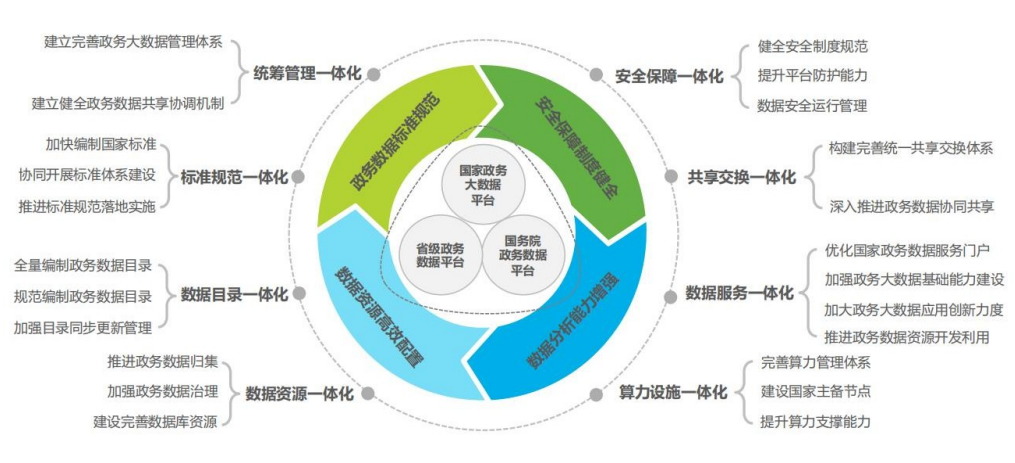 建立完善政务大数据管理体系
统筹管理一体化
建立健全政务数据共享协调机制
加快编制国家标准
协同开展标准体系建设
标准规范一体化
推进标准规范落地实施
全量编制政务数据目录
规范编制政务数据目录
数据目录一体化
加强目录同步更新管理
推进政务数据归集
加强政务数据治理
数据资源一体化
建设完善数据库资源
政务数据标准规范
安全保障制度健全
数据资源高效配置
数据分析能力增强
国家政务
大数据
平台
省级政务
数据平台
国务院
政务数据
平台
安全保障一体化
健全安全制度规范
提升平台防护能力
数据安全运行管理
共享交换一体化
构建完善统一共享交换体系
深入推进政务数据协同共享
数据服务一体化
优化国家政务数据服务门户
加强政务大数据基础能力建设
加大政务大数据应用创新力度
推进政务数据资源开发利用
算力设施一体化
完善算力管理体系
建设国家主备节点
提升算力支撑能力